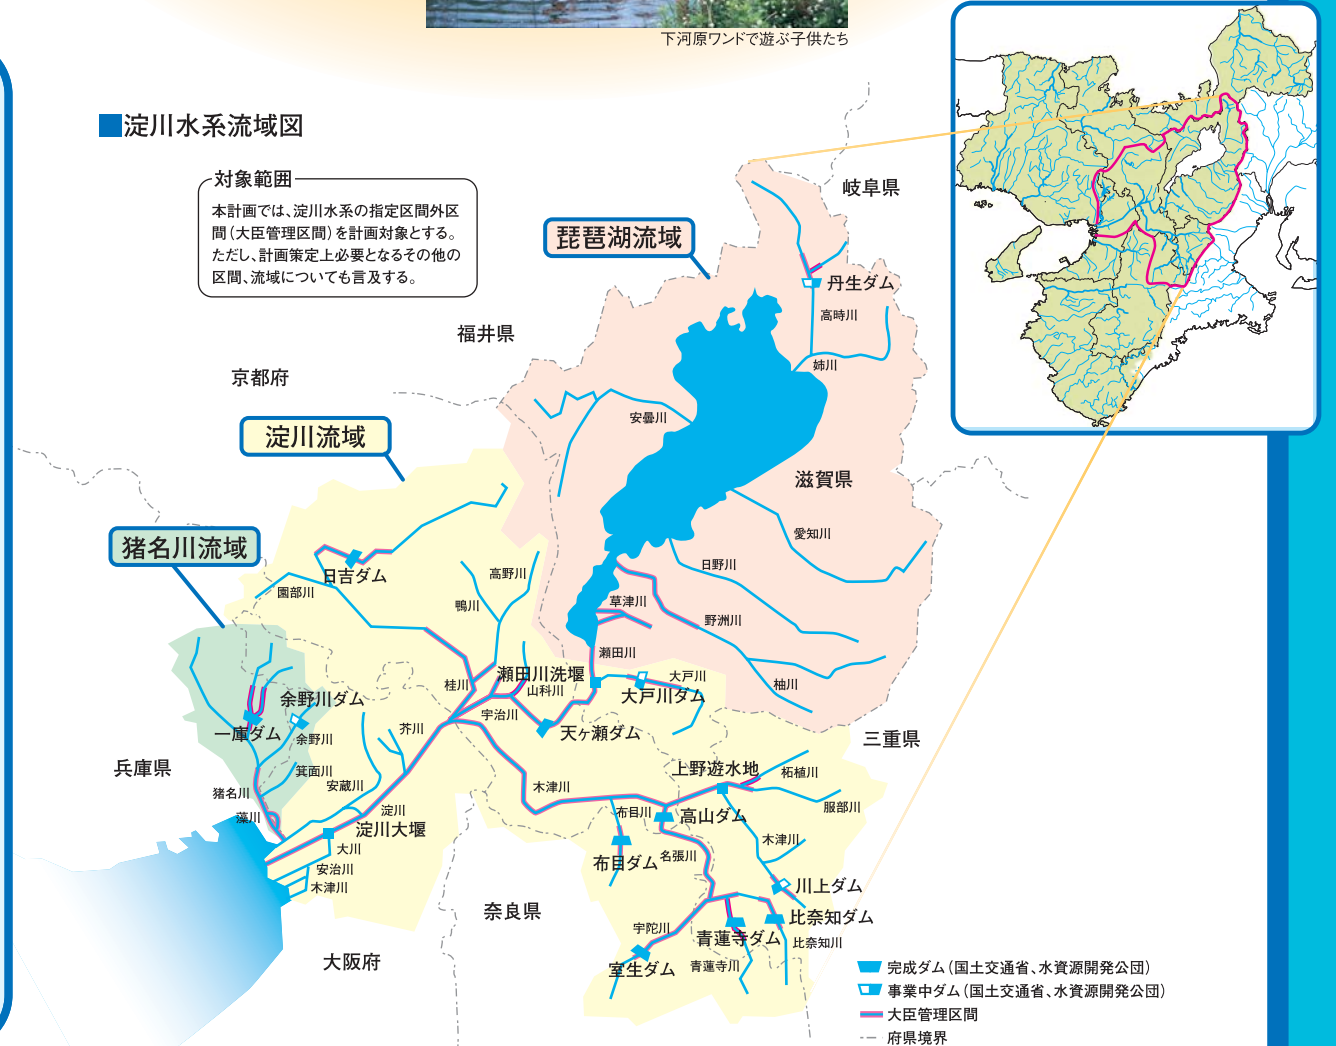 下河原ワンドで遊ぶ子供たち
■淀川水系流域図
対象範囲
本計画では、淀川水系の指定区間外区
間（大臣管理区間）を計画対象とする。
ただし、計画策定上必要となるその他の
区間、流域についても言及する。
岐阜県
琵琶湖流域
丹生ダム
高時川
福井県
姉川
京都府
安曇川
淀川流域
滋賀県
愛知川
猪名川流域
日野川
高野川
日吉ダム
園部川
草津川
鴨川
野洲川
瀬田川
瀬田川洗堰
大戸川
桂川
山科川
柚川
大戸川ダム
余野川ダム
宇治川
芥川
天ヶ瀬ダム
一庫ダム
余野川
三重県
兵庫県
箕面川
上野遊水地
柘植川
安蔵川
木津川
猪名川
服部川
淀川
布目川
高山ダム
藻川
淀川大堰
木津川
大川
名張川
布目ダム
安治川
木津川
川上ダム
奈良県
比奈知ダム
宇陀川
青蓮寺ダム
比奈知川
大阪府
室生ダム
青蓮寺川
完成ダム（国土交通省、水資源開発公団）
事業中ダム（国土交通省、水資源開発公団）
大臣管理区間
府県境界